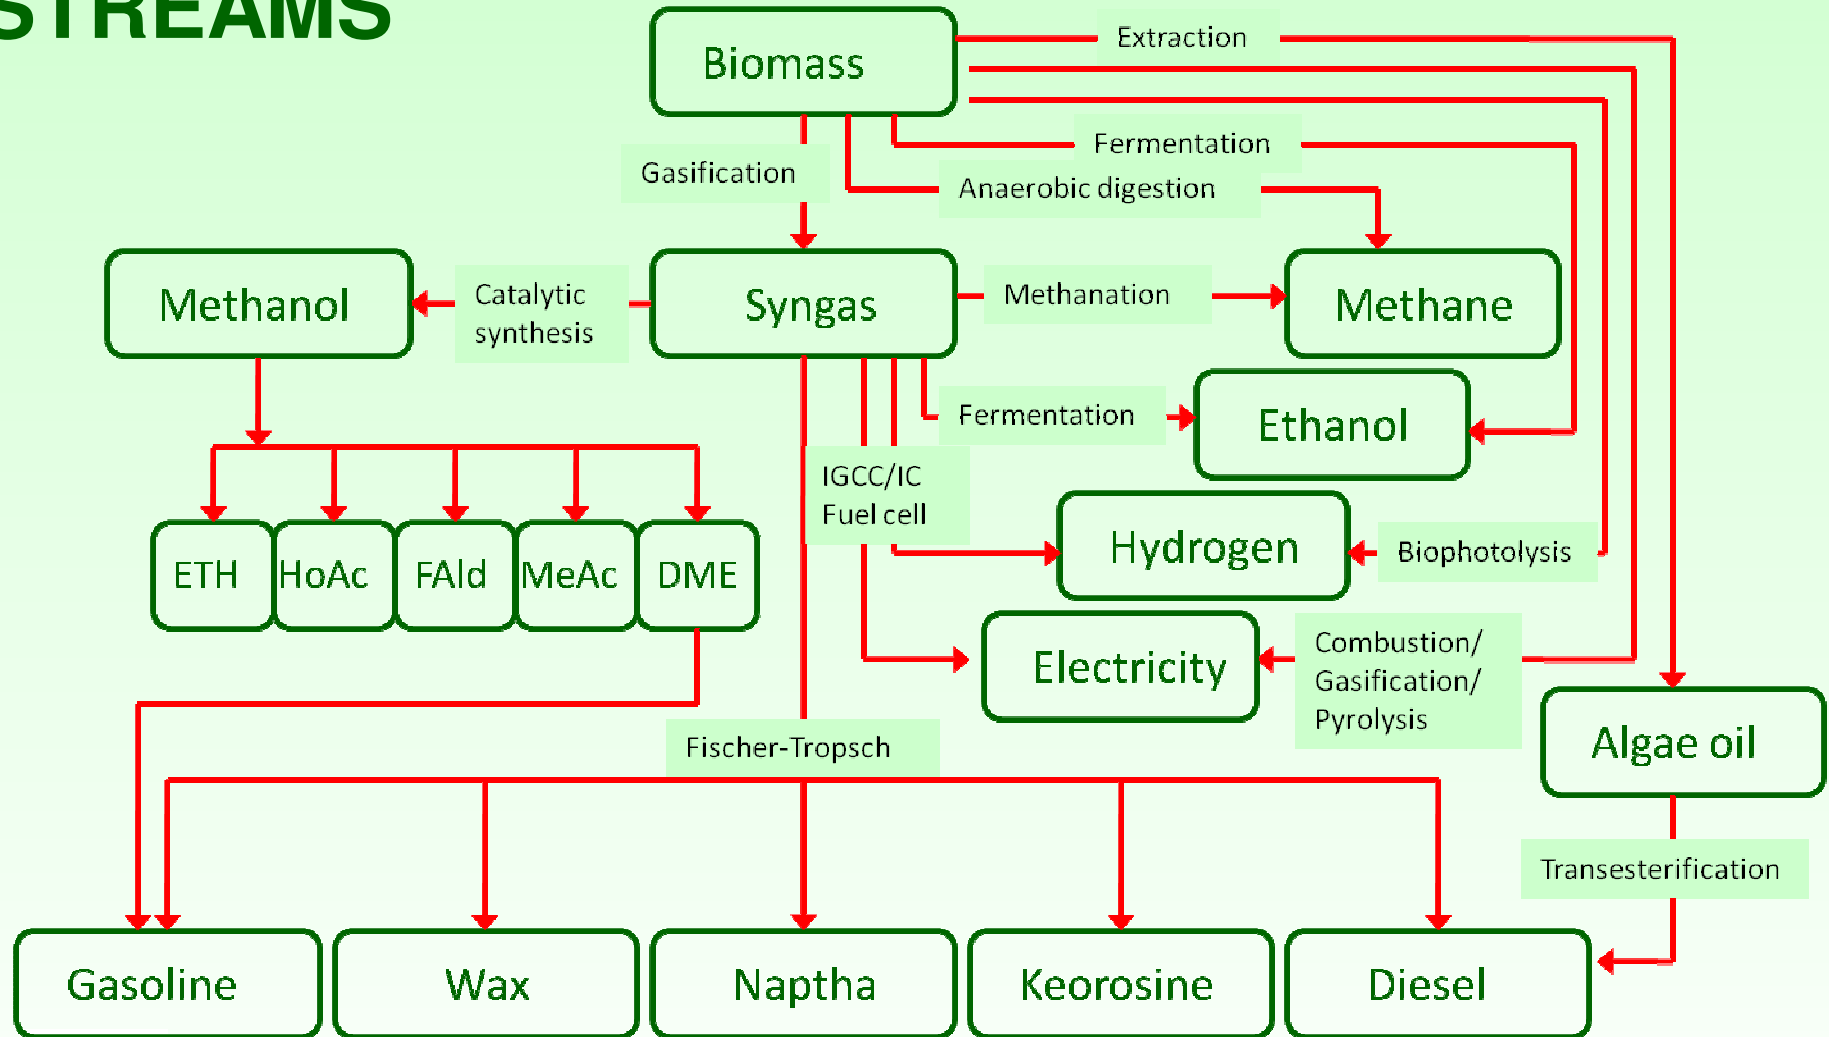 STREAMS
Biomass
Extraction
Fermentation
Gasification
Anaerobic digestion
Methanol
Catalytic
synthesis
Syngas
Methanation
Methane
Fermentation
Ethanol
IGCC/IC
Fuel cell
Hydrogen
Biophotolysis
ETH
HoAc
FAld
MeAc
DME
Electricity
Combustion/
Gasification/
Pyrolysis
Algae oil
Fischer-Tropsch
Transesterification
Gasoline
Wax
Naptha
Keorosine
Diesel